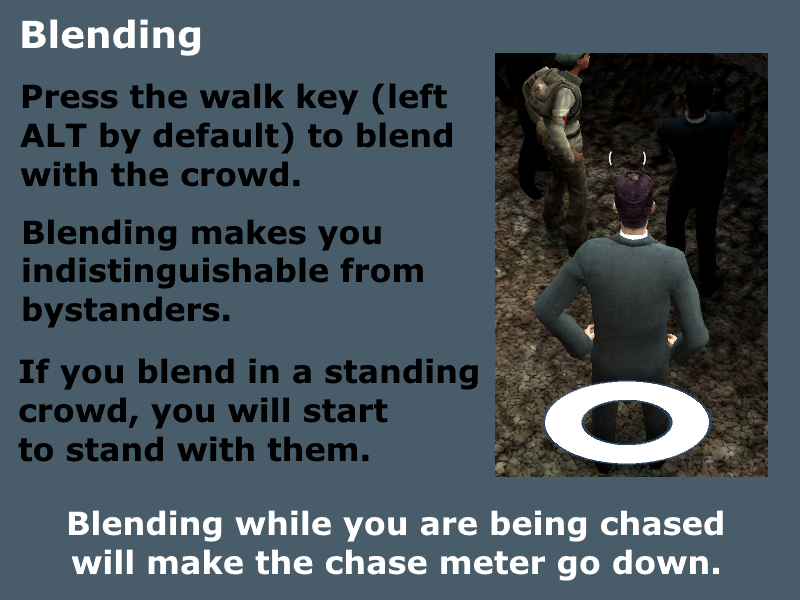 Blending
Press the walk key (left
ALT by default) to blend
with the crowd.
Blending makes you
indistinguishable from
bystanders.
If you blend in a standing
crowd, you will start
to stand with them.
Blending while you are being chased
will make the chase meter go down.